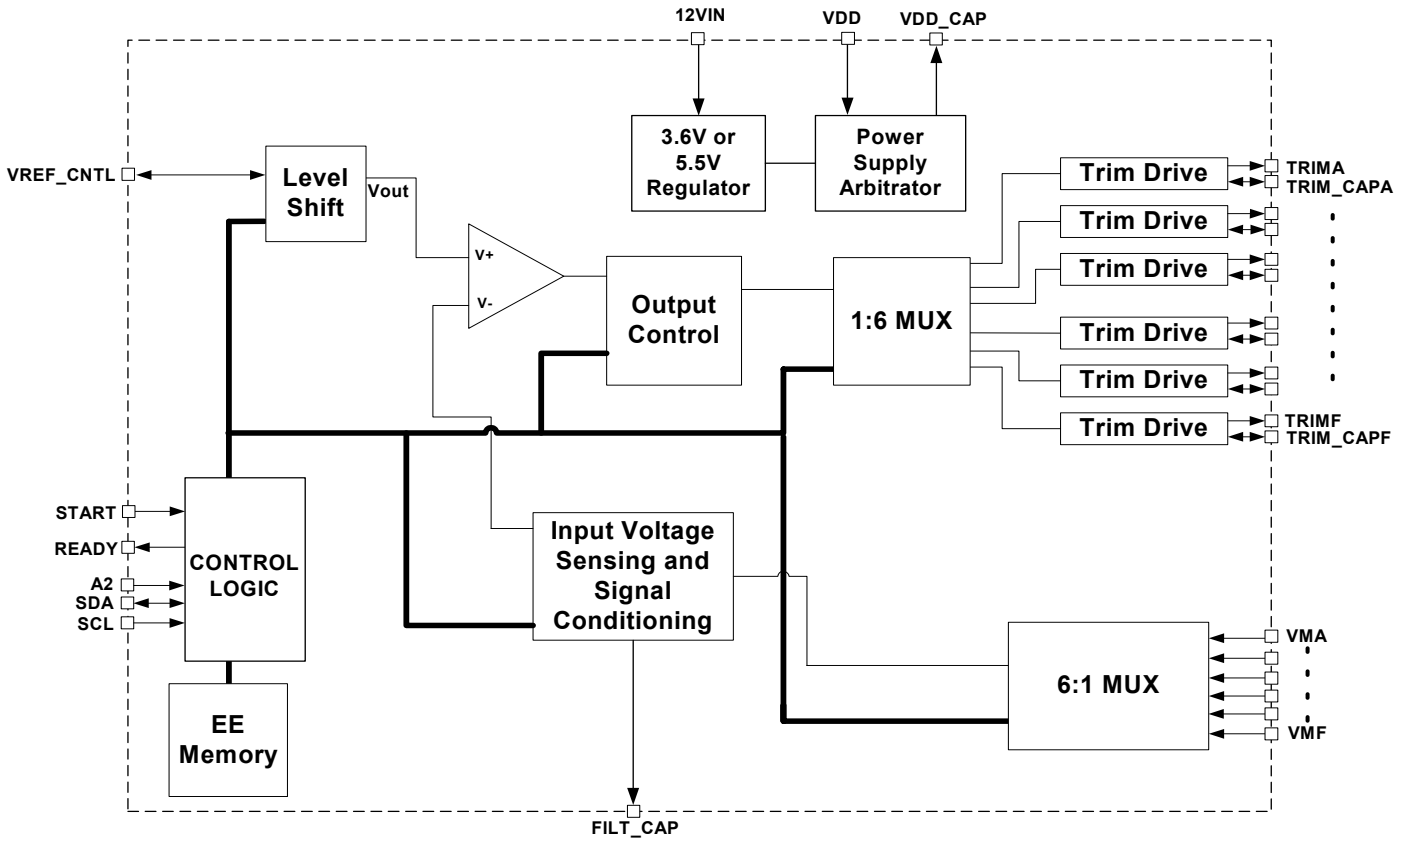 12VIN
VDD
VDD_CAP
3.6V or
5.5V
Regulator
Power
Supply
Arbitrator
VREF_CNTL
Level
Shift
Vout
V+
V-
Output
Control
1:6 MUX
Trim Drive
Trim Drive
Trim Drive
Trim Drive
Trim Drive
Trim Drive
TRIMA
TRIM_CAPA
TRIMF
TRIM_CAPF
START
READY
A2
SDA
SCL
CONTROL
LOGIC
EE
Memory
Input Voltage
Sensing and
Signal
Conditioning
6:1 MUX
VMA
VMF
FILT_CAP